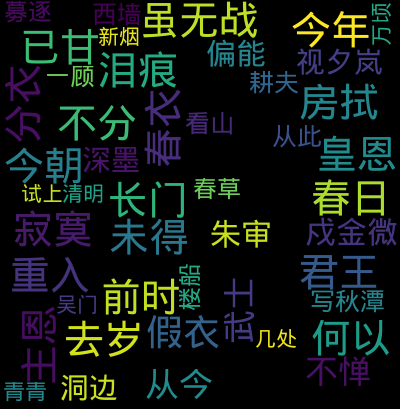 募逐
西墙
虽无战
今年
万顷
已甘
新烟
偏能
视夕岚
一顾
泪痕
耕夫
房拭
分衣
不分
春衣
看山
从此
皇恩
今朝
深墨
试上
清明
长门
春草
春日
寂寞
未得
朱审
戍金微
重入
前时
楼船
君王
吴门
武士
写秋潭
主恩
去岁
假衣
几处
何以
不惮
青青
洞边
从今